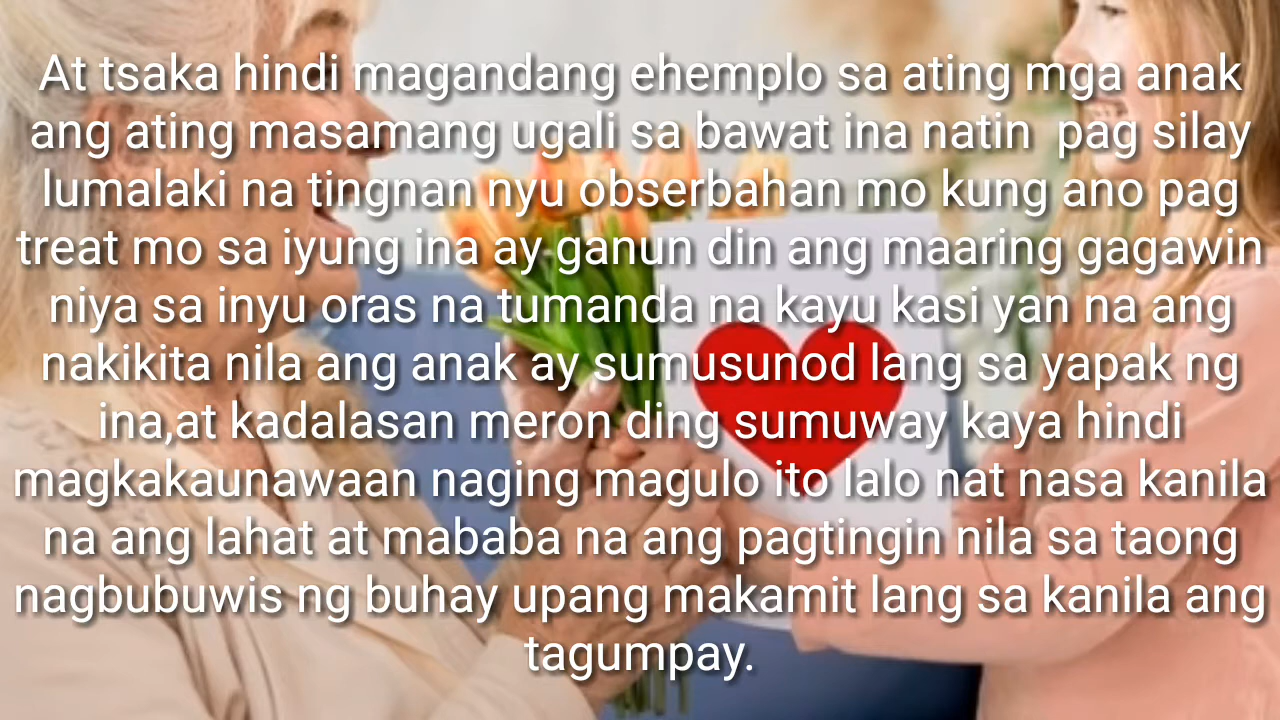 At tsaka hindi magandang ehemplo sa ating mga anak
ang ating masamang ugali sa bawat ina natin  pag silay
lumalaki na tingnan nyu obserbahan mo kung ano pag
treat mo sa iyung ina ay ganun din ang maaring gagawin
niya sa inyu oras na tumanda na kayu kasi yan na ang
nakikita nila ang anak ay sumusunod lang sa yapak ng
ina,at kadalasan meron ding sumuway kaya hindi
magkakaunawaan naging magulo ito lalo nat nasa kanila
na ang lahat at mababa na ang pagtingin nila sa taong
nagbubuwis ng buhay upang makamit lang sa kanila ang
tagumpay.